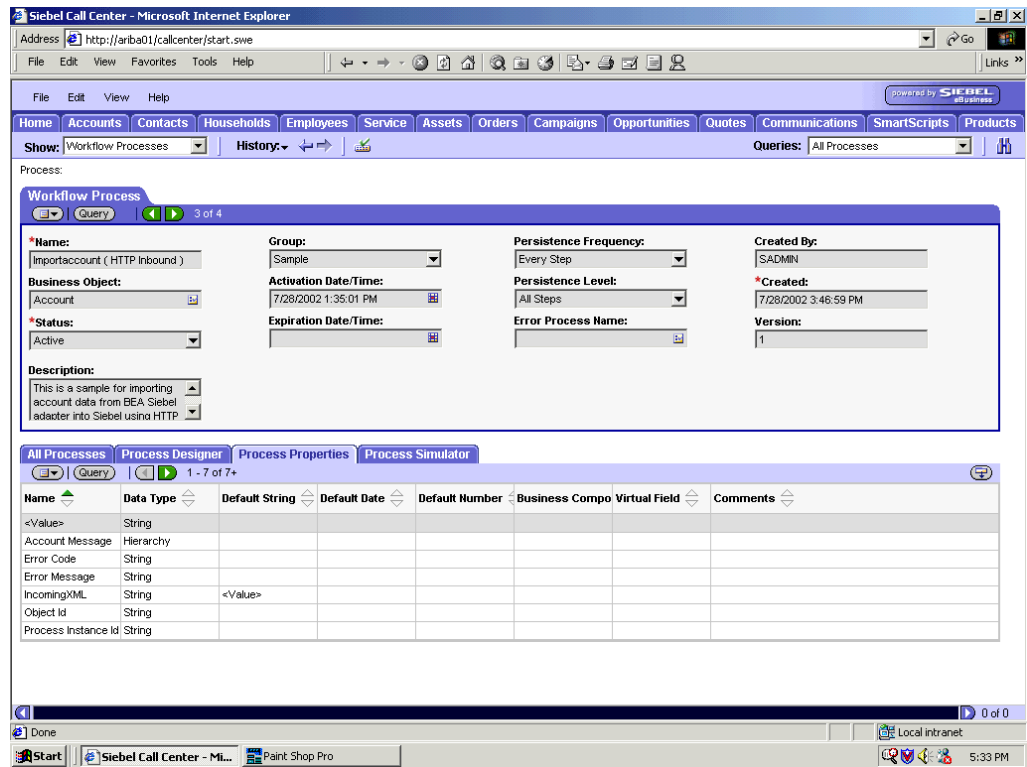 Siebel Call Center - Microsoft Internet Explorer
Address http://ariba01/callcenter/start.swe Go
File Edit View Favorites Tools Help Links »
File Edit View Help powered by SIEBEL eBusiness
Home Accounts Contacts Households Employees Service Assets Orders Campaigns Opportunities Quotes Communications SmartScripts Products
Show: Workflow Processes History: Queries: All Processes
Process:
Workflow Process
Query 3 of 4
*Name: Group: Persistence Frequency: Created By:
Importaccount ( HTTP Inbound ) Sample Every Step SADMIN
Business Object: Activation Date/Time: Persistence Level: *Created:
Account 7/28/2002 1:35:01 PM All Steps 7/28/2002 3:46:59 PM
*Status: Expiration Date/Time: Error Process Name: Version:
Active 1
Description:
This is a sample for importing
account data from BEA Siebel
adapter into Siebel using HTTP
All Processes Process Designer Process Properties Process Simulator
Query 1 - 7 of 7+
Name Data Type Default String Default Date Default Number Business Compo Virtual Field Comments
<Value> String
Account Message Hierarchy
Error Code String
Error Message String
IncomingXML String <Value>
Object Id String
Process Instance Id String
0 of 0
Done Local intranet
Start Siebel Call Center - Mi... Paint Shop Pro 5:33 PM